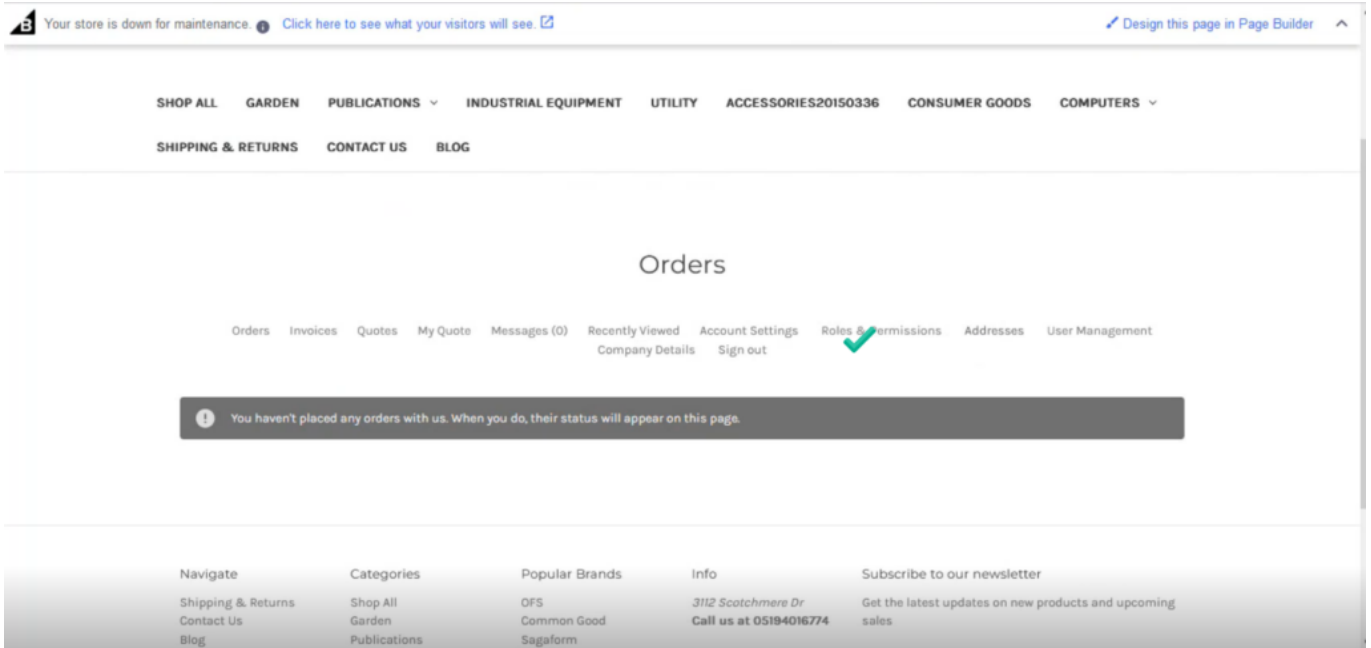 B Your store is down for maintenance. Click here to see what your visitors will see. Design this page in Page Builder
SHOP ALL GARDEN PUBLICATIONS INDUSTRIAL EQUIPMENT UTILITY ACCESSORIES20150336 CONSUMER GOODS COMPUTERS
SHIPPING & RETURNS CONTACT US BLOG
Orders
Orders Invoices Quotes My Quote Messages (0) Recently Viewed Account Settings Roles & Permissions Addresses User Management
Company Details Sign out
You haven't placed any orders with us. When you do, their status will appear on this page.
Navigate Categories Popular Brands Info Subscribe to our newsletter
Shipping & Returns Shop All OFS 3112 Scotchmere Dr Get the latest updates on new products and upcoming
Contact Us Garden Common Good Call us at 05194016774 sales
Blog Publications Sagaform